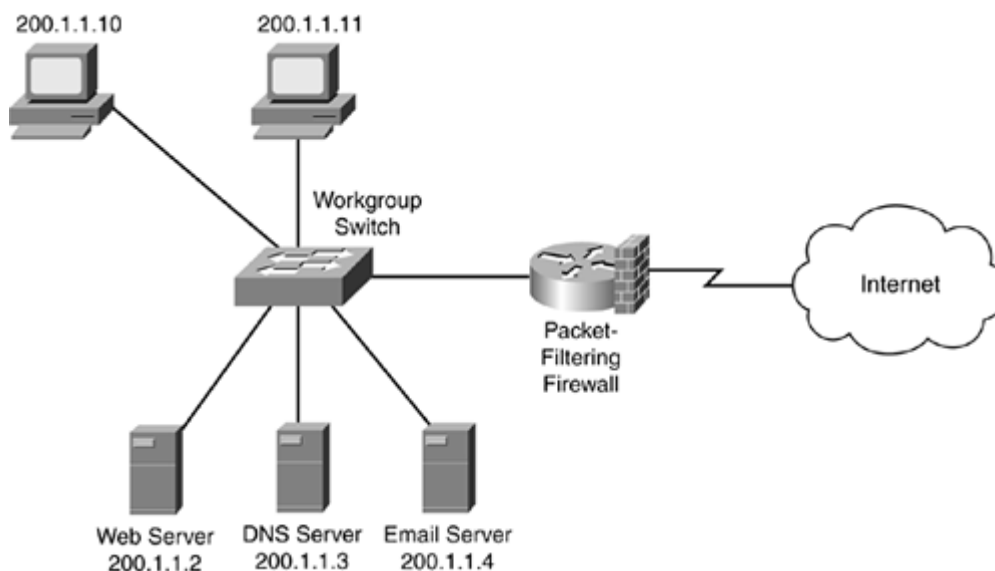 200.1.1.10
200.1.1.11
Workgroup
Switch
Internet
Packet-
Filtering
Firewall
Web Server
200.1.1.2
DNS Server
200.1.1.3
Email Server
200.1.1.4